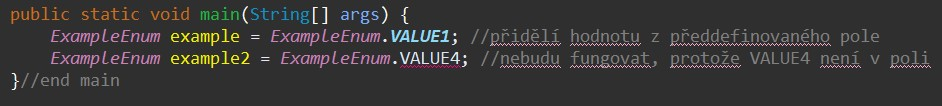 public static void main(String[] args) {
ExampleEnum example = ExampleEnum.VALUE1; //přidělí hodnotu z předdefinovaného pole
ExampleEnum example2 = ExampleEnum.VALUE4; //nebudu fungovat, protože VALUE4 není v poli
}//end main